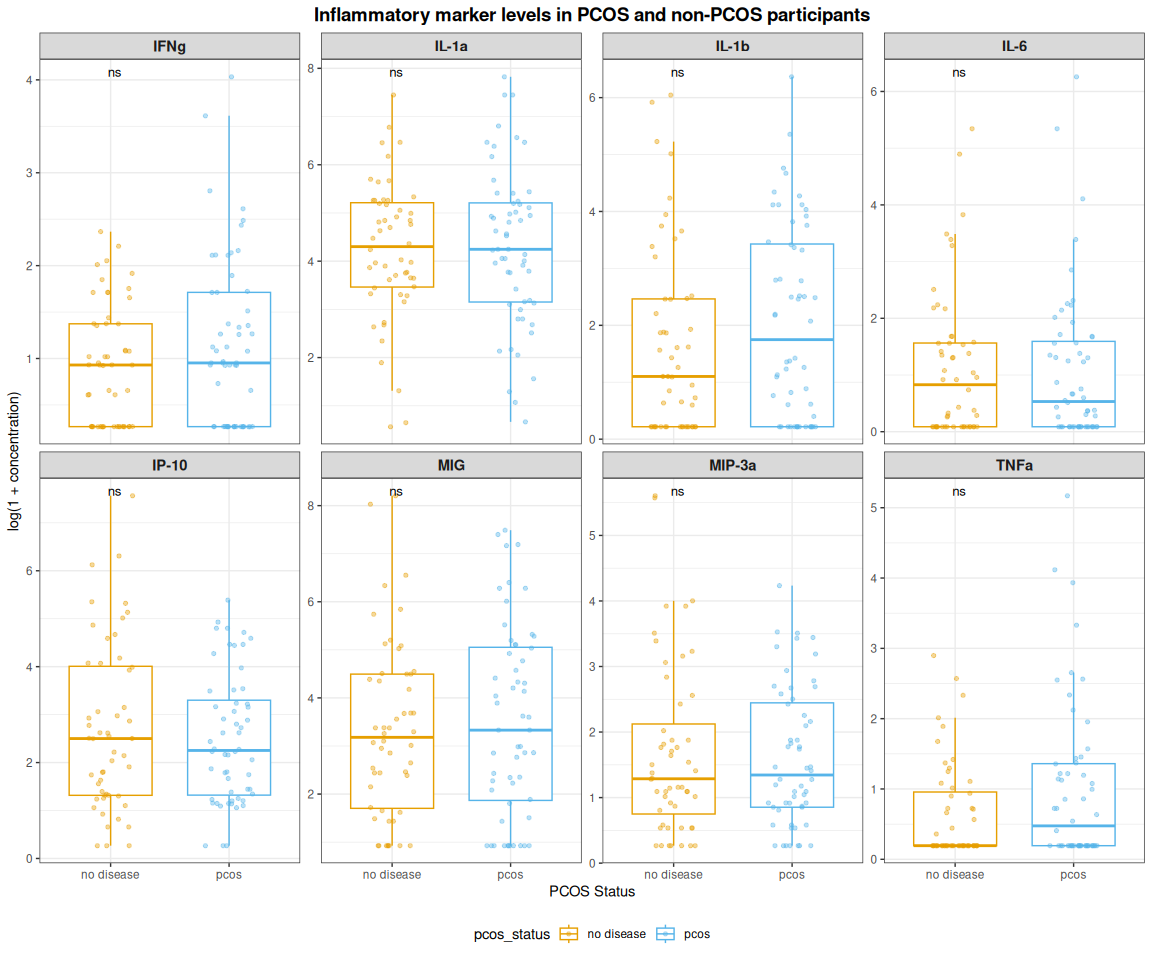 Inflammatory marker levels in PCOS and non-PCOS participants
IFNg
IL-1a
IL-1b
IL-6
ns
ns
ns
ns
4
3
2
1
8
6
4
2
6
4
2
0
6
4
2
0
log(1 + concentration)
IP-10
MIG
MIP-3a
TNFa
ns
ns
ns
ns
6
4
2
0
8
6
4
2
5
4
3
2
1
0
5
4
3
2
1
0
no disease
pcos
no disease
pcos
no disease
pcos
no disease
pcos
PCOS Status
pcos_status
no disease
pcos